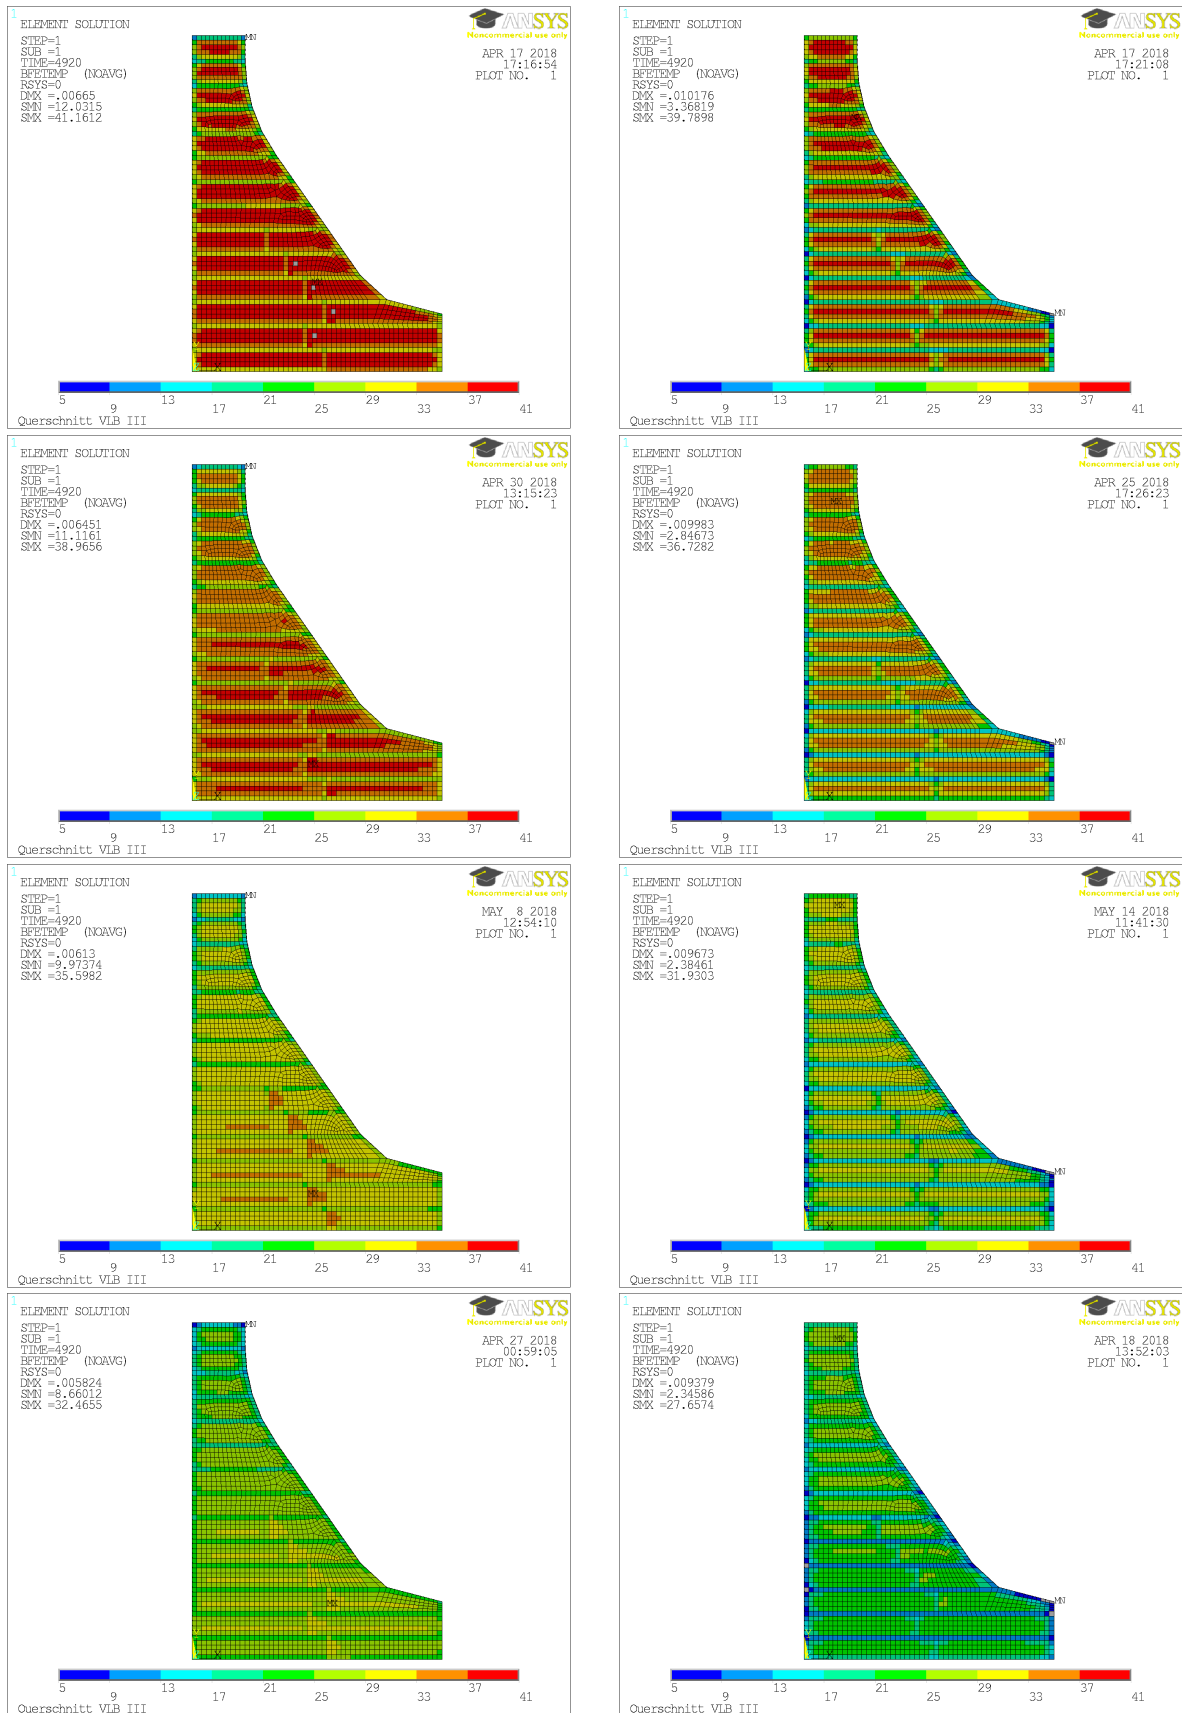 1
ELEMENT SOLUTION
STEP=1
SUB =1
TIME=4920
BFETEMP (NOAVG)
RSYS=0
DMX =.00665
SMN =12.0315
SMX =41.1612
ANSYS
Noncommercial use only
APR 17 2018
17:16:54
PLOT NO. 1
MN
MX
Y
X
5 9 13 17 21 25 29 33 37 41
Querschnitt VLB III
1
ELEMENT SOLUTION
STEP=1
SUB =1
TIME=4920
BFETEMP (NOAVG)
RSYS=0
DMX =.010176
SMN =3.36819
SMX =39.7898
ANSYS
Noncommercial use only
APR 17 2018
17:21:08
PLOT NO. 1
MN
X
5 9 13 17 21 25 29 33 37 41
Querschnitt VLB III
1
ELEMENT SOLUTION
STEP=1
SUB =1
TIME=4920
BFETEMP (NOAVG)
RSYS=0
DMX =.006451
SMN =11.1161
SMX =38.9656
ANSYS
Noncommercial use only
APR 30 2018
13:15:23
PLOT NO. 1
MN
MX
X
5 9 13 17 21 25 29 33 37 41
Querschnitt VLB III
1
ELEMENT SOLUTION
STEP=1
SUB =1
TIME=4920
BFETEMP (NOAVG)
RSYS=0
DMX =.009983
SMN =2.84673
SMX =36.7282
ANSYS
Noncommercial use only
APR 25 2018
17:26:23
PLOT NO. 1
MX
MN
X
5 9 13 17 21 25 29 33 37 41
Querschnitt VLB III
1
ELEMENT SOLUTION
STEP=1
SUB =1
TIME=4920
BFETEMP (NOAVG)
RSYS=0
DMX =.00613
SMN =9.97374
SMX =35.5982
ANSYS
Noncommercial use only
MAY 8 2018
12:54:10
PLOT NO. 1
MN
MX
X
5 9 13 17 21 25 29 33 37 41
Querschnitt VLB III
1
ELEMENT SOLUTION
STEP=1
SUB =1
TIME=4920
BFETEMP (NOAVG)
RSYS=0
DMX =.009673
SMN =2.38461
SMX =31.9303
ANSYS
Noncommercial use only
MAY 14 2018
11:41:30
PLOT NO. 1
MX
MN
X
5 9 13 17 21 25 29 33 37 41
Querschnitt VLB III
1
ELEMENT SOLUTION
STEP=1
SUB =1
TIME=4920
BFETEMP (NOAVG)
RSYS=0
DMX =.005824
SMN =8.66012
SMX =32.4655
ANSYS
Noncommercial use only
APR 27 2018
00:59:05
PLOT NO. 1
MN
MX
X
5 9 13 17 21 25 29 33 37 41
Querschnitt VLB III
1
ELEMENT SOLUTION
STEP=1
SUB =1
TIME=4920
BFETEMP (NOAVG)
RSYS=0
DMX =.009379
SMN =2.34586
SMX =27.6574
ANSYS
Noncommercial use only
APR 18 2018
13:52:03
PLOT NO. 1
MX
MN
X
5 9 13 17 21 25 29 33 37 41
Querschnitt VLB III